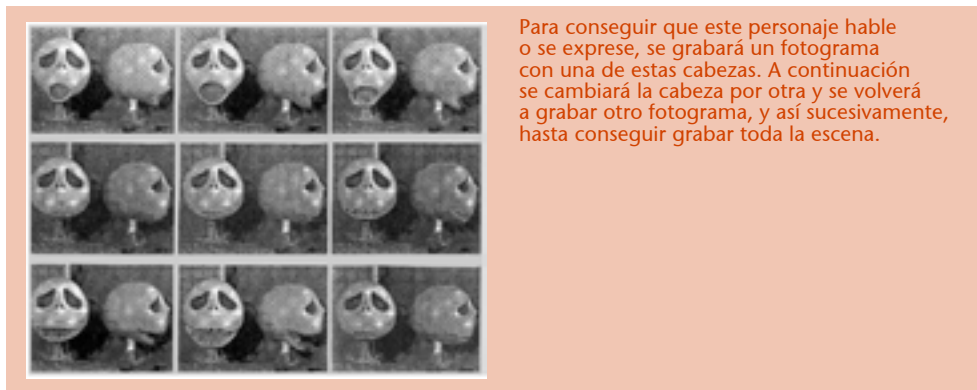 Para conseguir que este personaje hable
o se exprese, se grabará un fotograma
con una de estas cabezas. A continuación
se cambiará la cabeza por otra y se volverá
a grabar otro fotograma, y así sucesivamente,
hasta conseguir grabar toda la escena.